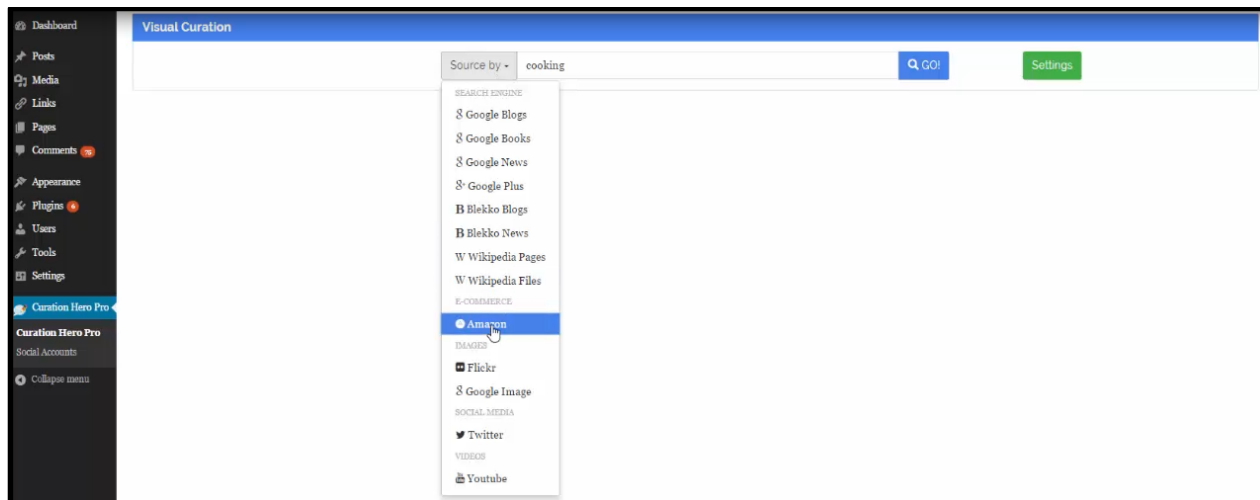 Dashboard
Posts
Media
Links
Pages
Comments 75
Appearance
Plugins 6
Users
Tools
Settings
Curation Hero Pro
Curation Hero Pro
Social Accounts
Collapse menu
Visual Curation
Source by cooking GO! Settings
SEARCH ENGINE
Google Blogs
Google Books
Google News
Google Plus
B Blekko Blogs
B Blekko News
W Wikipedia Pages
W Wikipedia Files
E-COMMERCE
Amazon
IMAGES
Flickr
Google Image
SOCIAL MEDIA
Twitter
VIDEOS
Youtube